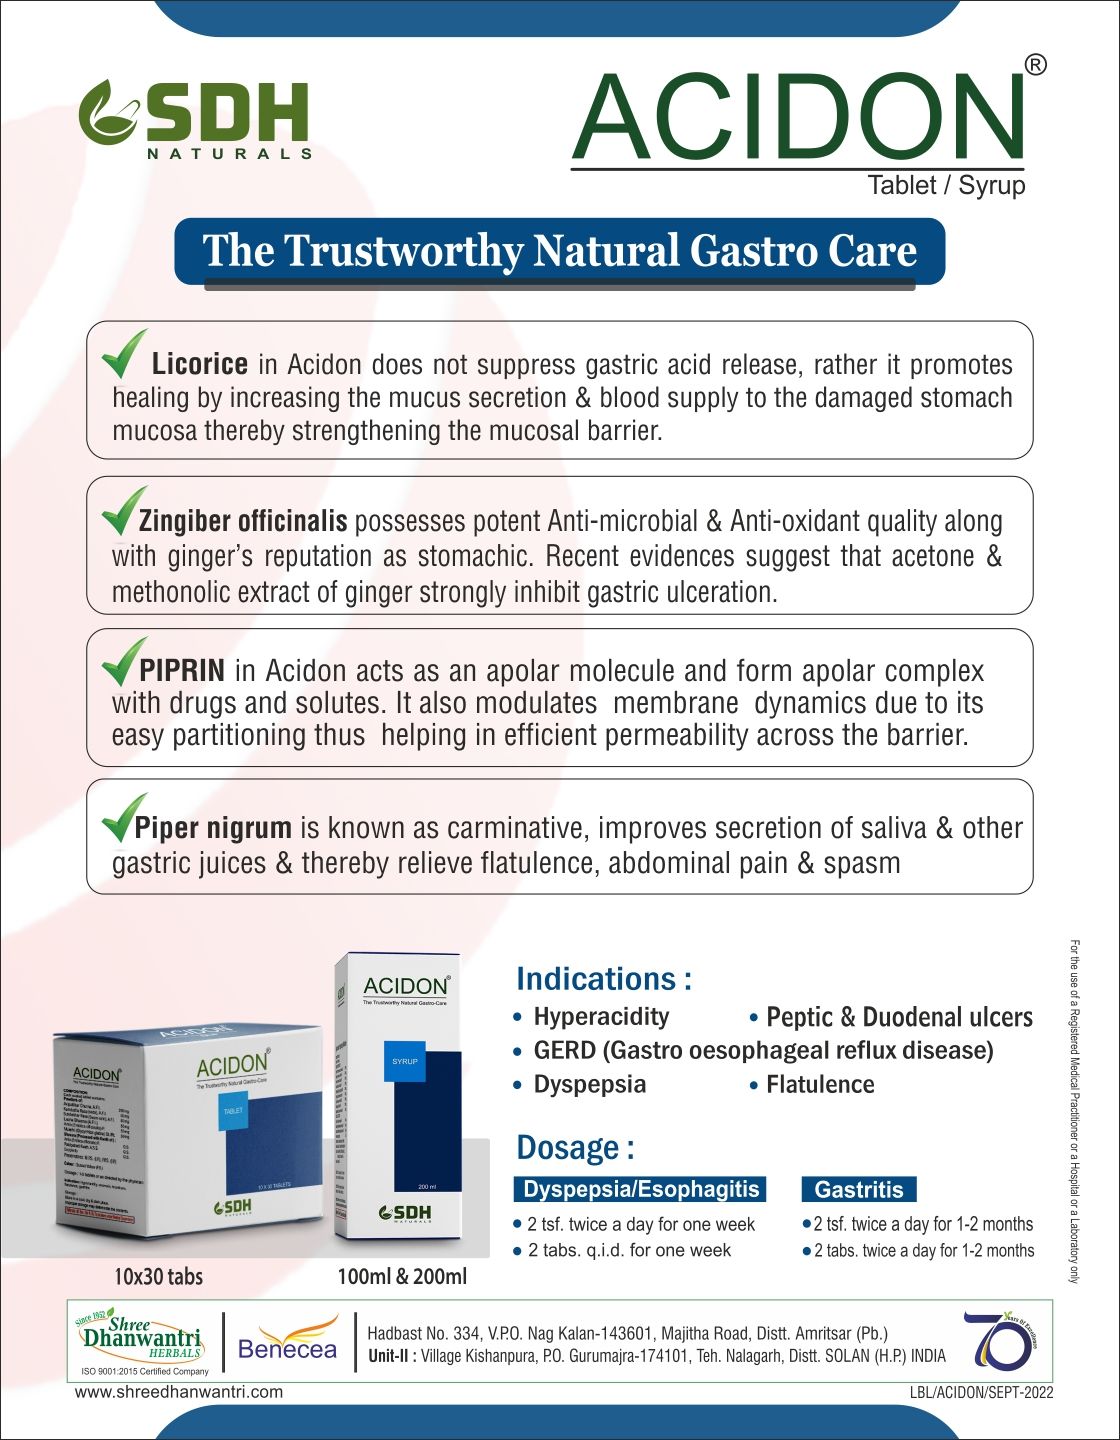 SDH
NATURALS
ACIDON®
Tablet / Syrup
The Trustworthy Natural Gastro Care
Licorice in Acidon does not suppress gastric acid release, rather it promotes
healing by increasing the mucus secretion & blood supply to the damaged stomach
mucosa thereby strengthening the mucosal barrier.
Zingiber officinalis possesses potent Anti-microbial & Anti-oxidant quality along
with ginger's reputation as stomachic. Recent evidences suggest that acetone &
methonolic extract of ginger strongly inhibit gastric ulceration.
PIPRIN in Acidon acts as an apolar molecule and form apolar complex
with drugs and solutes. It also modulates membrane dynamics due to its
easy partitioning thus helping in efficient permeability across the barrier.
Piper nigrum is known as carminative, improves secretion of saliva & other
gastric juices & thereby relieve flatulence, abdominal pain & spasm
ACIDON
ACIDON
The Trustworthy Natural Gastro-Care
ACIDON®
The Trustworthy Natural Gastro-Care
TABLET
10 X 30 TABLETS
SDH
NATURALS
ACIDON®
The Trustworthy Natural Gastro-Care
SYRUP
200 ml
SDH
NATURALS
10x30 tabs
100ml & 200ml
Indications :
• Hyperacidity • Peptic & Duodenal ulcers
• GERD (Gastro oesophageal reflux disease)
• Dyspepsia • Flatulence
Dosage :
Dyspepsia/Esophagitis
• 2 tsf. twice a day for one week
• 2 tabs. q.i.d. for one week
Gastritis
• 2 tsf. twice a day for 1-2 months
• 2 tabs. twice a day for 1-2 months
For the use of a Registered Medical Practitioner or a Hospital or a Laboratory only
Since 1952
Shree
Dhanwantri
HERBALS
ISO 9001:2015 Certified Company
Benecea
Hadbast No. 334, V.P.O. Nag Kalan-143601, Majitha Road, Distt. Amritsar (Pb.)
Unit-II : Village Kishanpura, P.O. Gurumajra-174101, Teh. Nalagarh, Distt. SOLAN (H.P.) INDIA
70
Years Of Excellence
www.shreedhanwantri.com
LBL/ACIDON/SEPT-2022